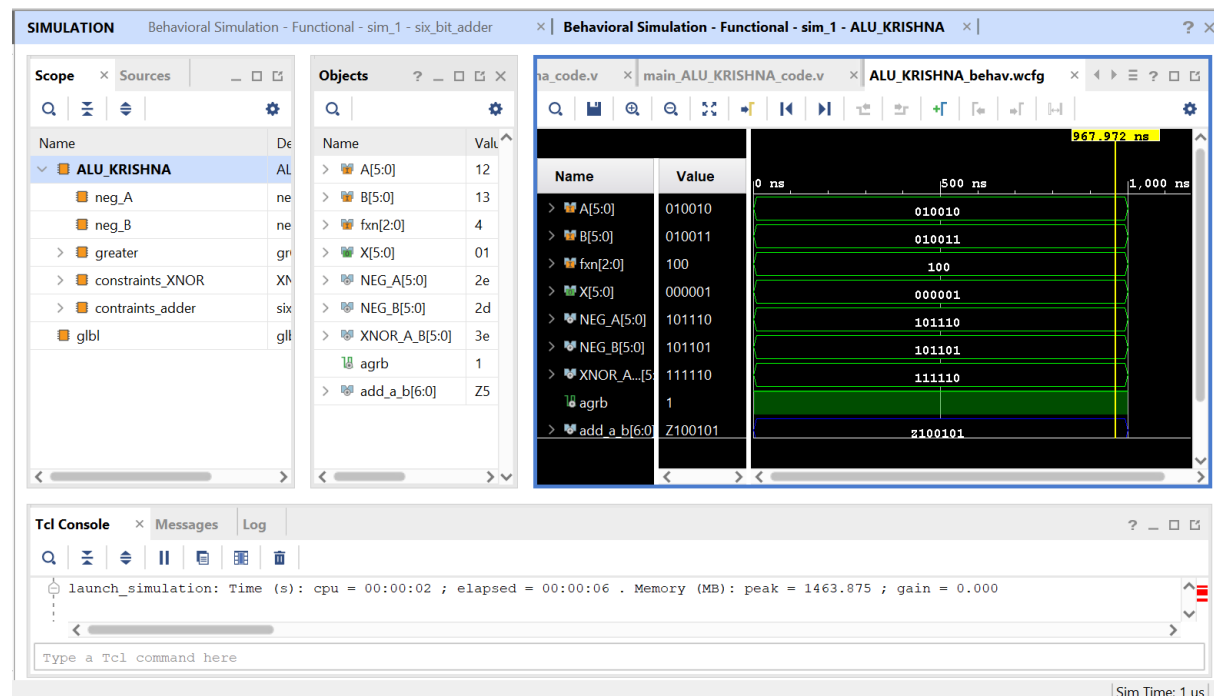 SIMULATION Behavioral Simulation - Functional - sim_1 - six_bit_adder × Behavioral Simulation - Functional - sim_1 - ALU_KRISHNA × ? ×
Scope × Sources
Name De
ALU_KRISHNA AL
neg_A ne
neg_B ne
greater gr
constraints_XNOR XN
contraints_adder six
glbl glb
Objects ? ×
Name Valu
A[5:0] 12
B[5:0] 13
fxn[2:0] 4
X[5:0] 01
NEG_A[5:0] 2e
NEG_B[5:0] 2d
XNOR_A_B[5:0] 3e
agrb 1
add_a_b[6:0] Z5
na_code.v × main_ALU_KRISHNA_code.v × ALU_KRISHNA_behav.wcfg × ?
967.972 ns
Name Value 0 ns 500 ns 1,000 ns
A[5:0] 010010 010010
B[5:0] 010011 010011
fxn[2:0] 100 100
X[5:0] 000001 000001
NEG_A[5:0] 101110 101110
NEG_B[5:0] 101101 101101
XNOR_A...[5: 111110 111110
agrb 1
add_a_b[6:0] Z100101 Z100101
Tcl Console × Messages Log ?
launch_simulation: Time (s): cpu = 00:00:02 ; elapsed = 00:00:06 . Memory (MB): peak = 1463.875 ; gain = 0.000
Type a Tcl command here
Sim Time: 1 us